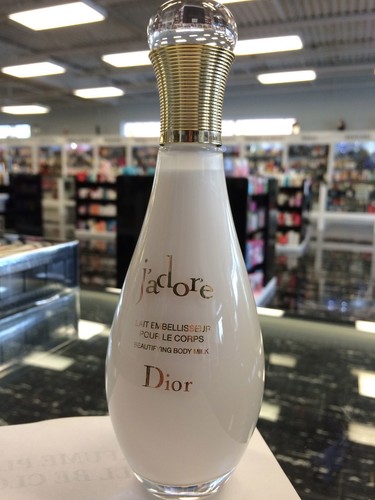 j'adore
LAIT EMBELLISSEUR
POUR LE CORPS
BEAUTIFYING BODY MILK
Dior